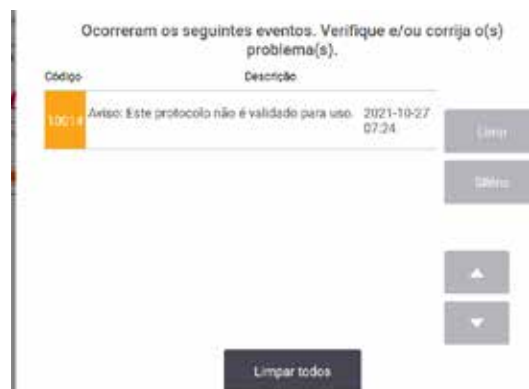 Ocorreram os seguintes eventos. Verifique e/ou corrija o(s)
problema(s).
Código Descrição
10014 Aviso: Este protocolo não é validado para uso. 2021-10-27
07:24
Limpar todos